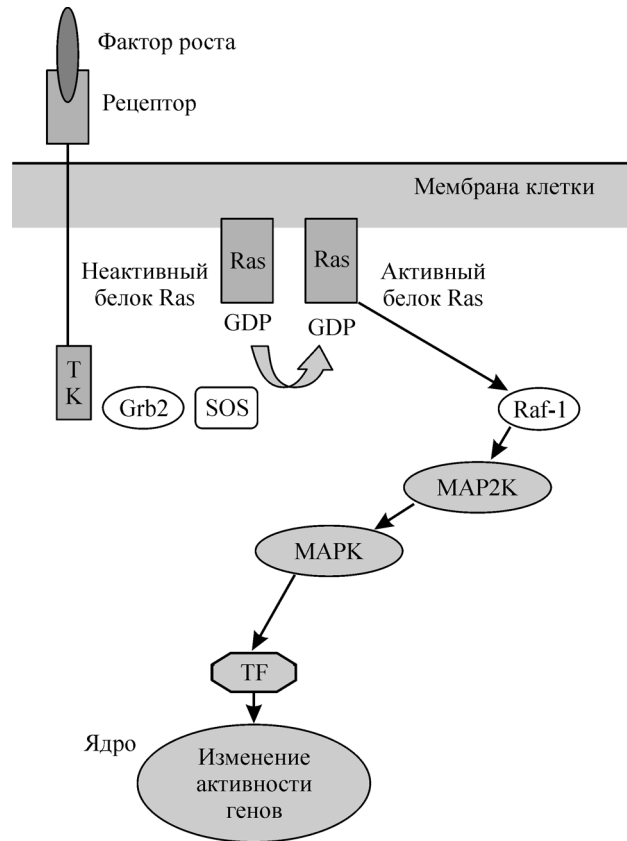 Фактор роста
Рецептор
Мембрана клетки
Неактивный
белок Ras
Ras
GDP
Ras
GDP
Активный
белок Ras
Т
К
Grb2
SOS
Raf-1
MAP2K
MAPK
TF
Ядро
Изменение
активности
генов